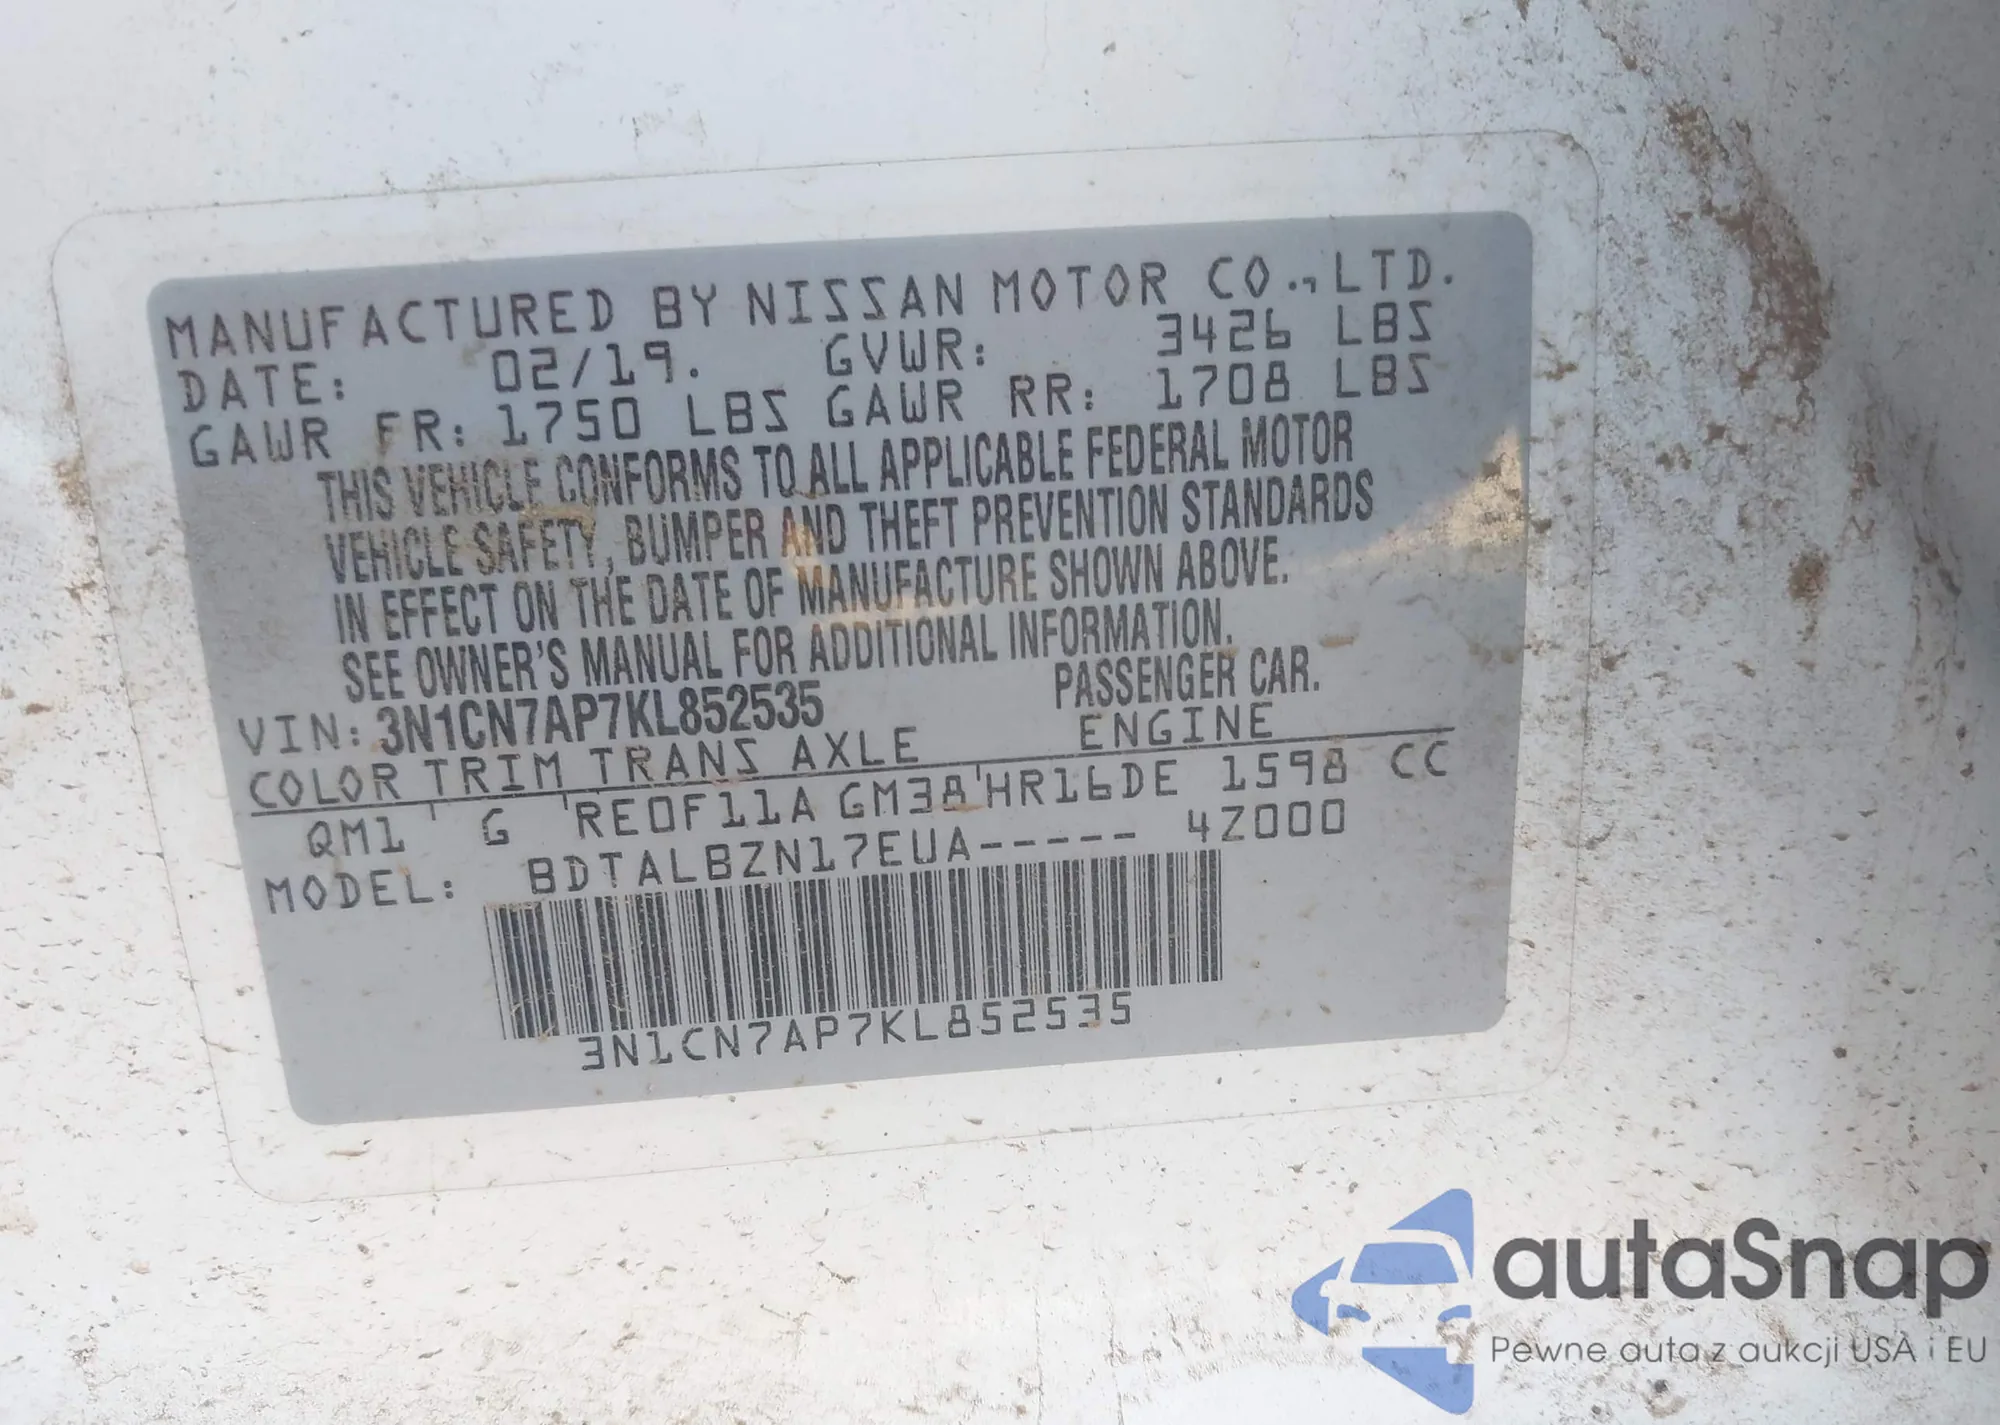 MANUFACTURED BY NISSAN MOTOR CO., LTD.
DATE: 02/19. GVWR: 3426 LBS
GAWR FR: 1750 LBS GAWR RR: 1708 LBS
THIS VEHICLE CONFORMS TO ALL APPLICABLE FEDERAL MOTOR
VEHICLE SAFETY, BUMPER AND THEFT PREVENTION STANDARDS
IN EFFECT ON THE DATE OF MANUFACTURE SHOWN ABOVE.
SEE OWNER'S MANUAL FOR ADDITIONAL INFORMATION.
VIN: 3N1CN7AP7KL852535 PASSENGER CAR.
COLOR TRIM TRANS AXLE ENGINE
QM1 G RE0F11A GM38 HR16DE 1598 CC
MODEL: BDTALBZN17EUA----- 4Z000
3N1CN7AP7KL852535
autaSnap
Pewne auta z aukcji USA i EU